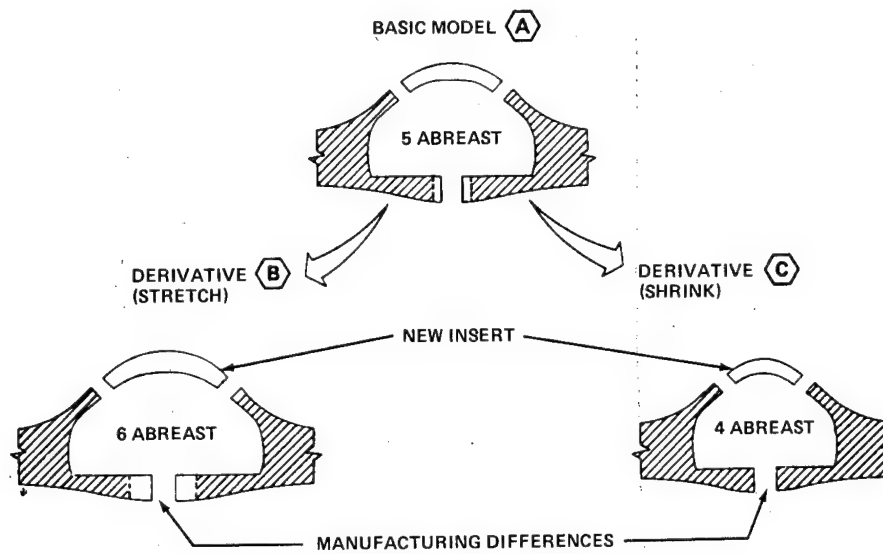 BASIC MODEL A
5 ABREAST
DERIVATIVE B
(STRETCH)
DERIVATIVE C
(SHRINK)
NEW INSERT
6 ABREAST
4 ABREAST
MANUFACTURING DIFFERENCES